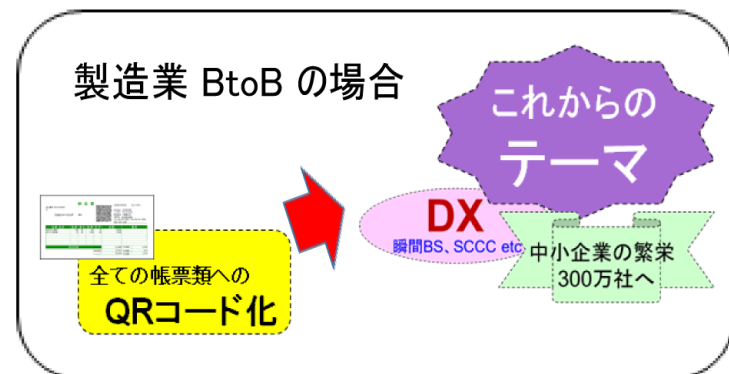 製造業 BtoB の場合
これからの
テーマ
全ての帳票類への
QRコード化
DX
瞬間BS、SCCC etc
中小企業の繁栄
300万社へ